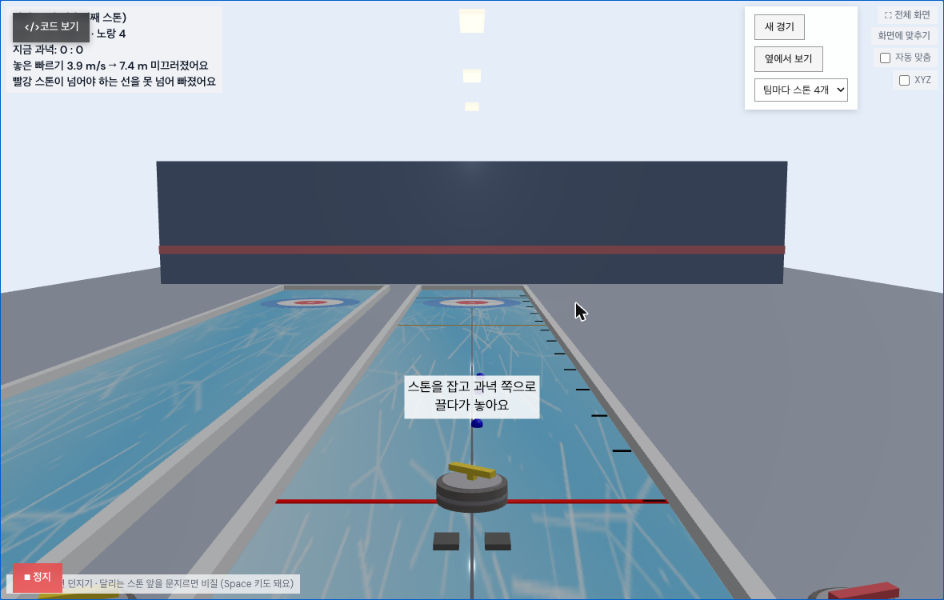 </>코드 보기
째 스톤)
· 노랑 4
지금 과녁: 0 : 0
놓은 빠르기 3.9 m/s → 7.4 m 미끄러졌어요
빨강 스톤이 넘어야 하는 선을 못 넘어 빠졌어요
새 경기
옆에서 보기
팀마다 스톤 4개
전체 화면
화면에 맞추기
자동 맞춤
XYZ
스톤을 잡고 과녁 쪽으로
끌다가 놓아요
■ 정지
던지기 · 달리는 스톤 앞을 문지르면 비질 (Space 키도 돼요)